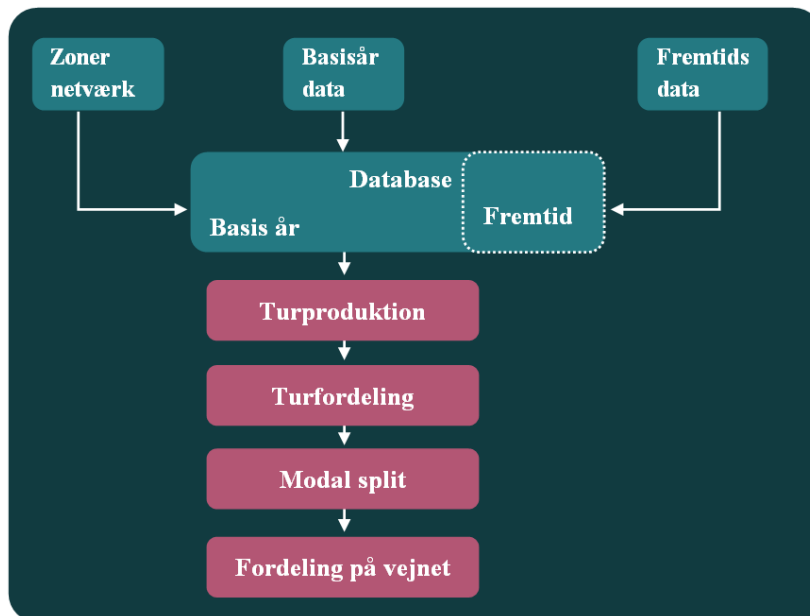 Zoner
netværk
Basisår
data
Fremtids
data
Database
Basis år
Fremtid
Turproduktion
Turfordeling
Modal split
Fordeling på vejnet